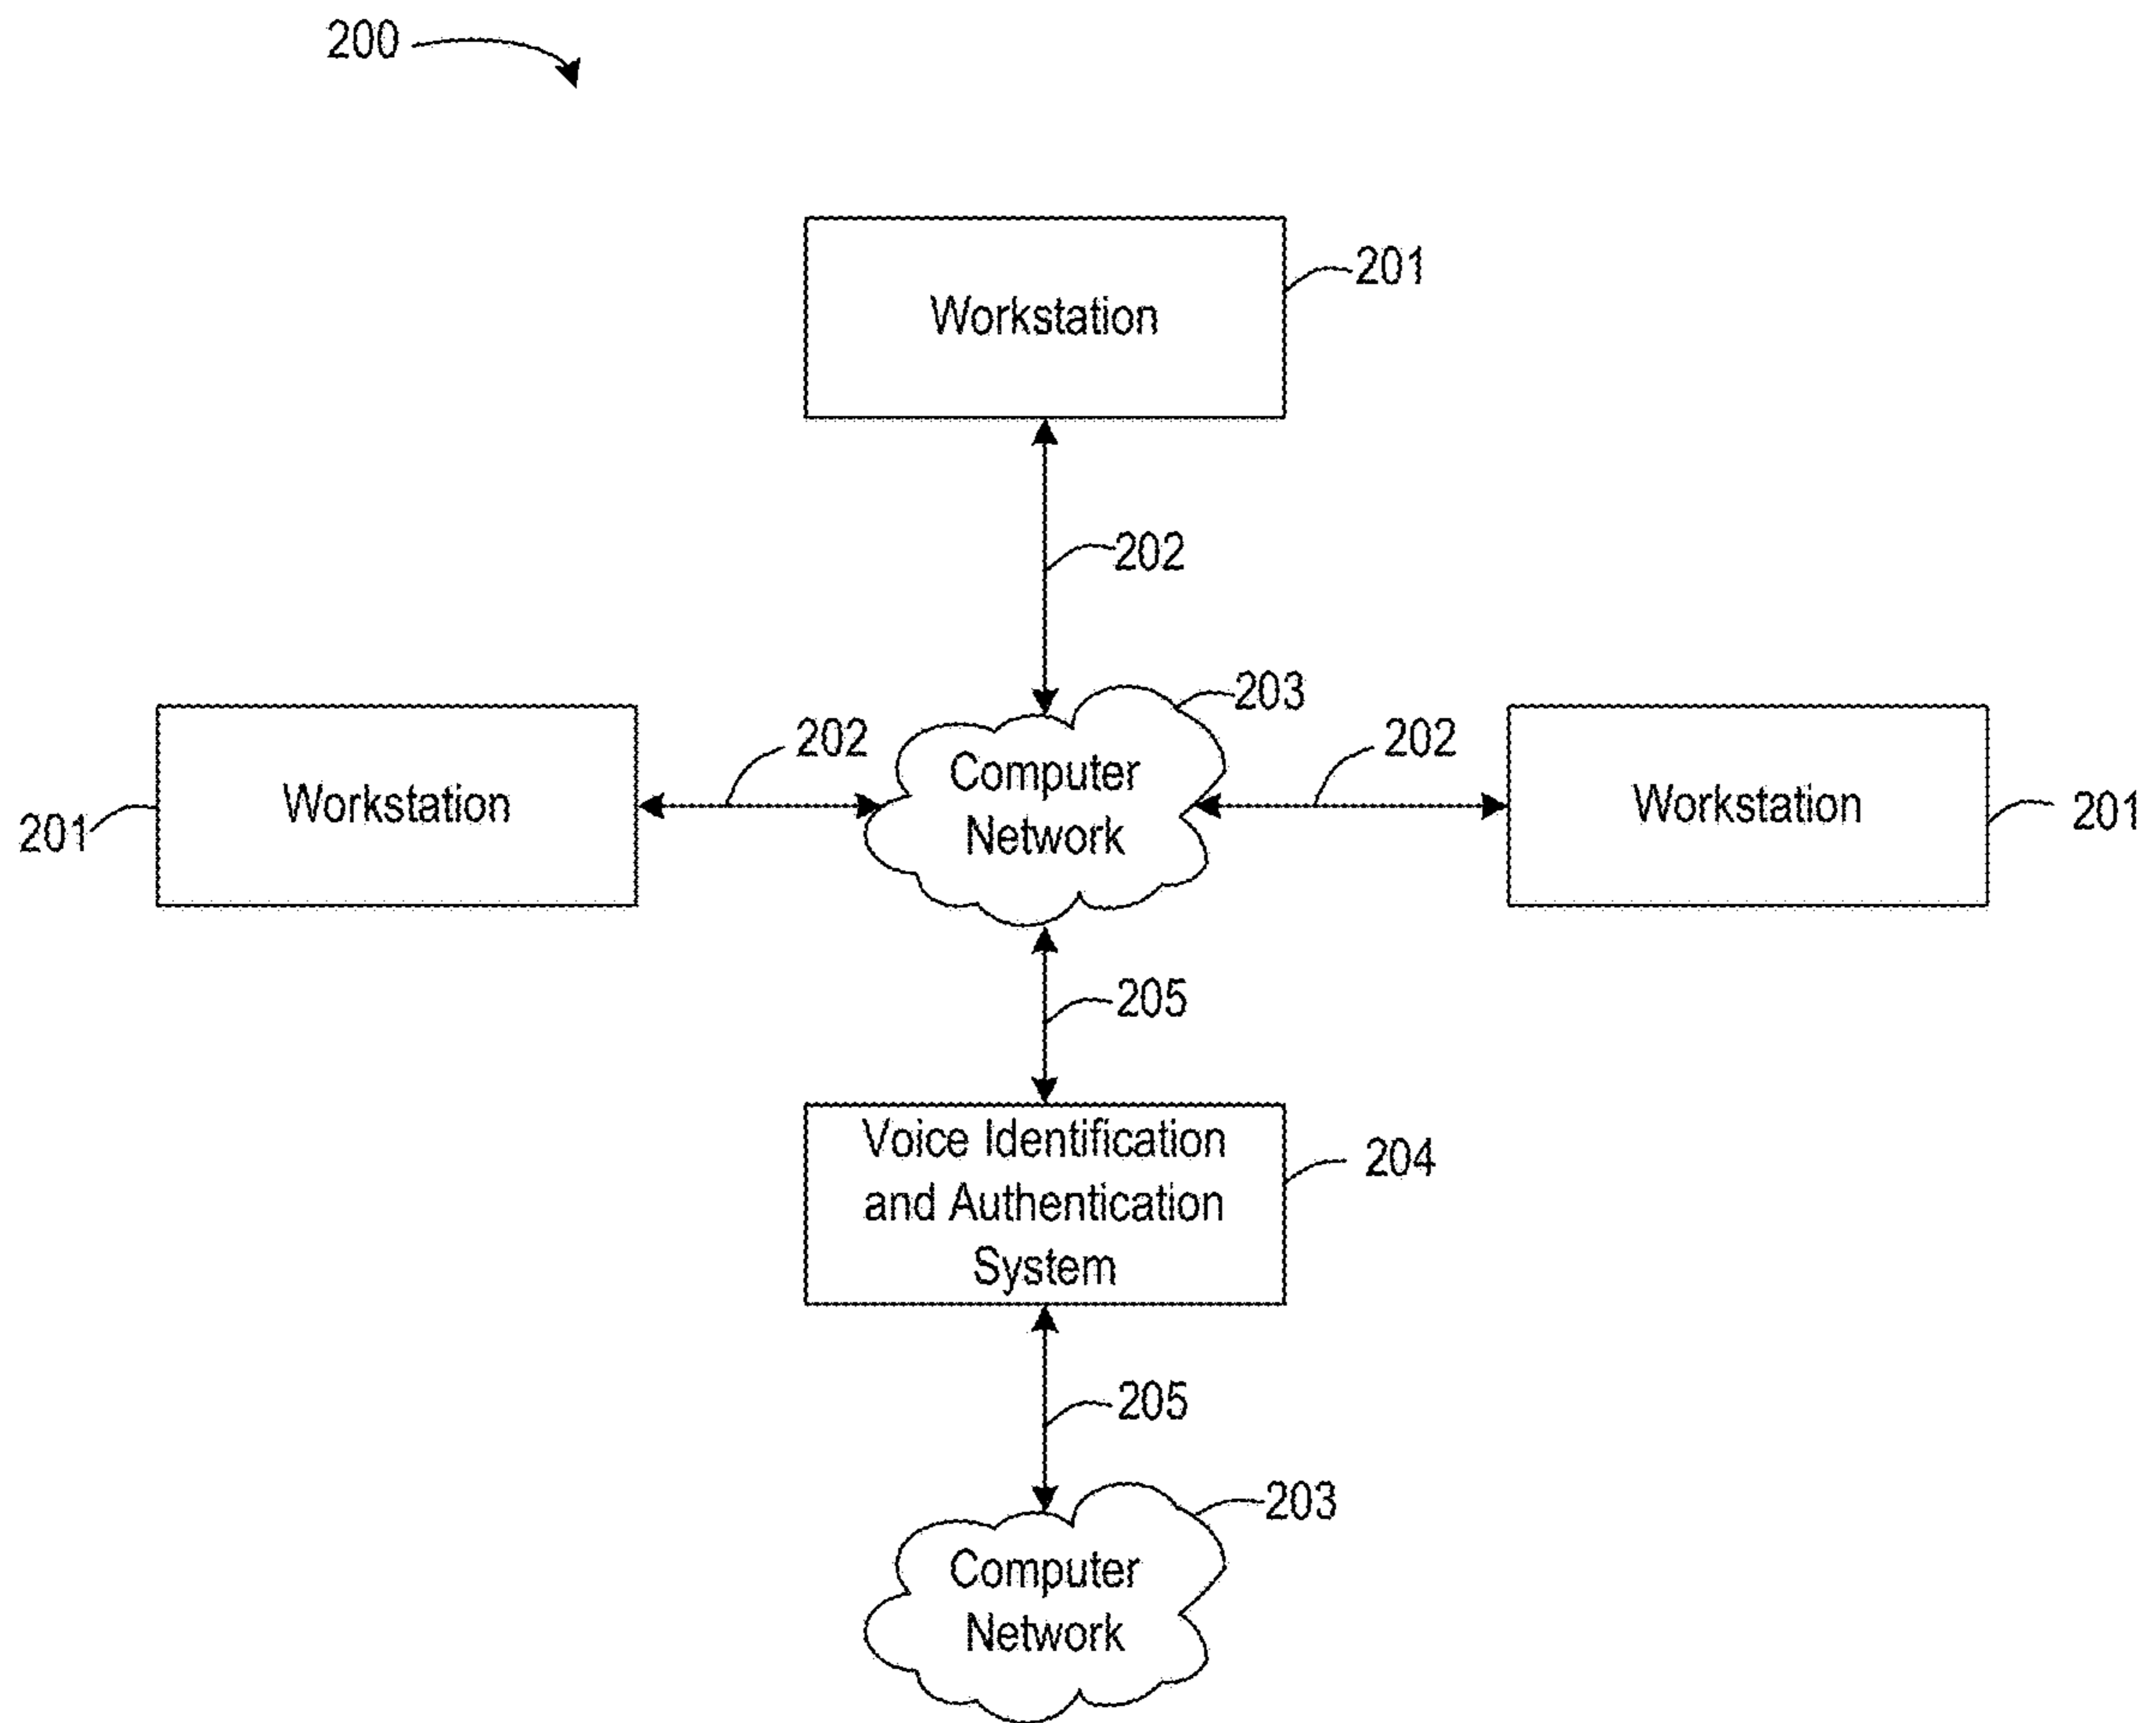 200
201
Workstation
202
203
202
202
Computer
Network
Workstation
Workstation
201
201
205
Voice Identification
and Authentication
System
204
205
203
Computer
Network